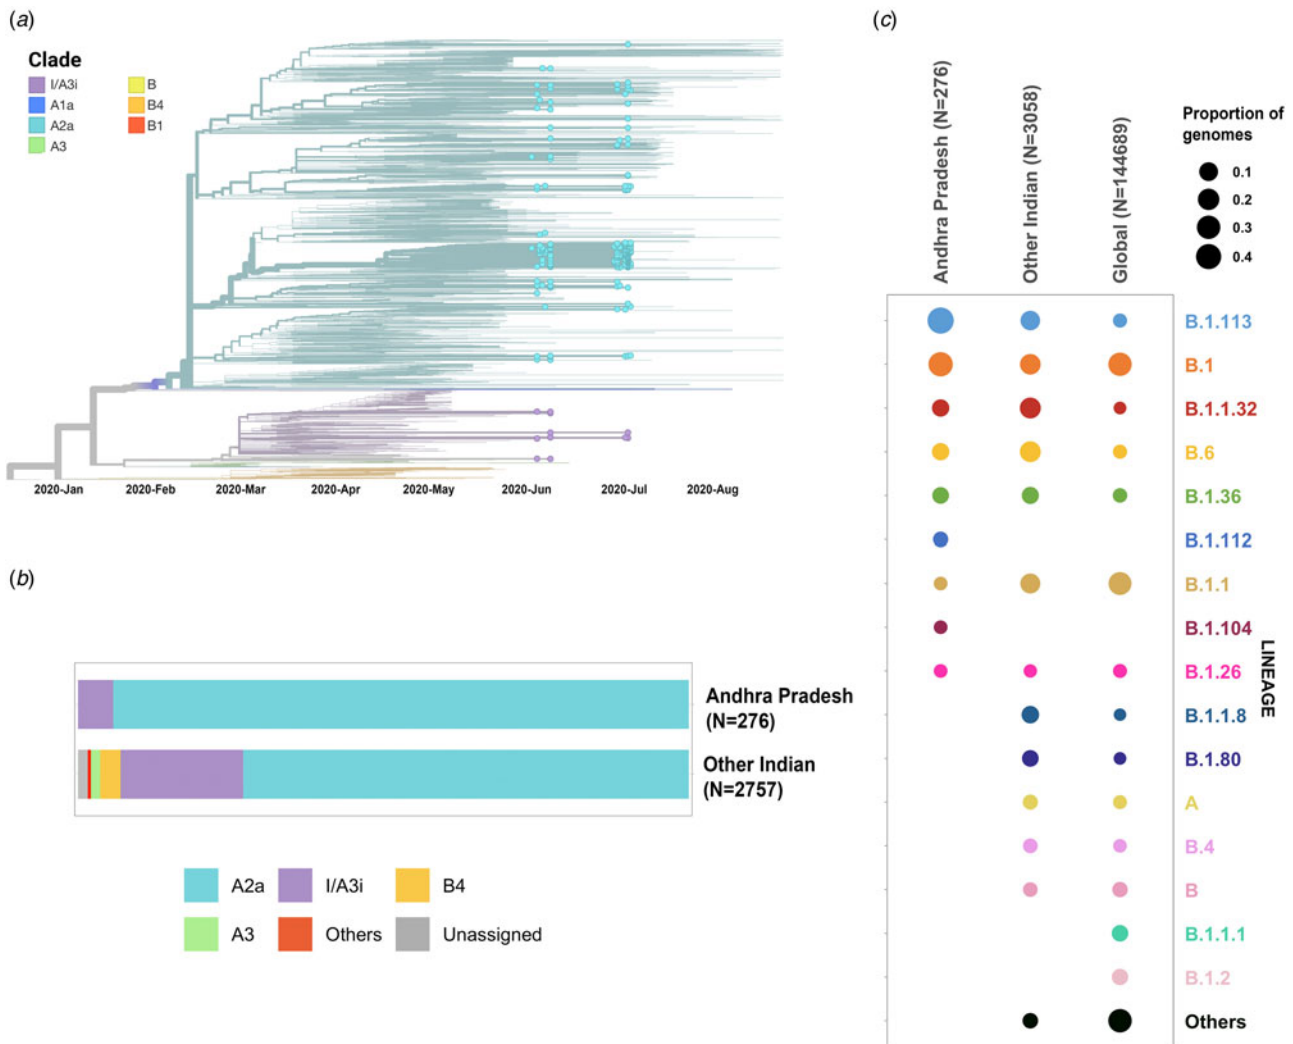 (a)
Clade
I/A3i
B
A1a
B4
A2a
B1
A3
2020-Jan
2020-Feb
2020-Mar
2020-Apr
2020-May
2020-Jun
2020-Jul
2020-Aug
(b)
Andhra Pradesh
(N=276)
Other Indian
(N=2757)
A2a
I/A3i
B4
A3
Others
Unassigned
(c)
Andhra Pradesh (N=276)
Other Indian (N=3058)
Global (N=144689)
Proportion of
genomes
0.1
0.2
0.3
0.4
B.1.113
B.1
B.1.1.32
B.6
B.1.36
B.1.112
B.1.1
B.1.104
B.1.26
B.1.1.8
B.1.80
A
B.4
B
B.1.1.1
B.1.2
Others
LINEAGE